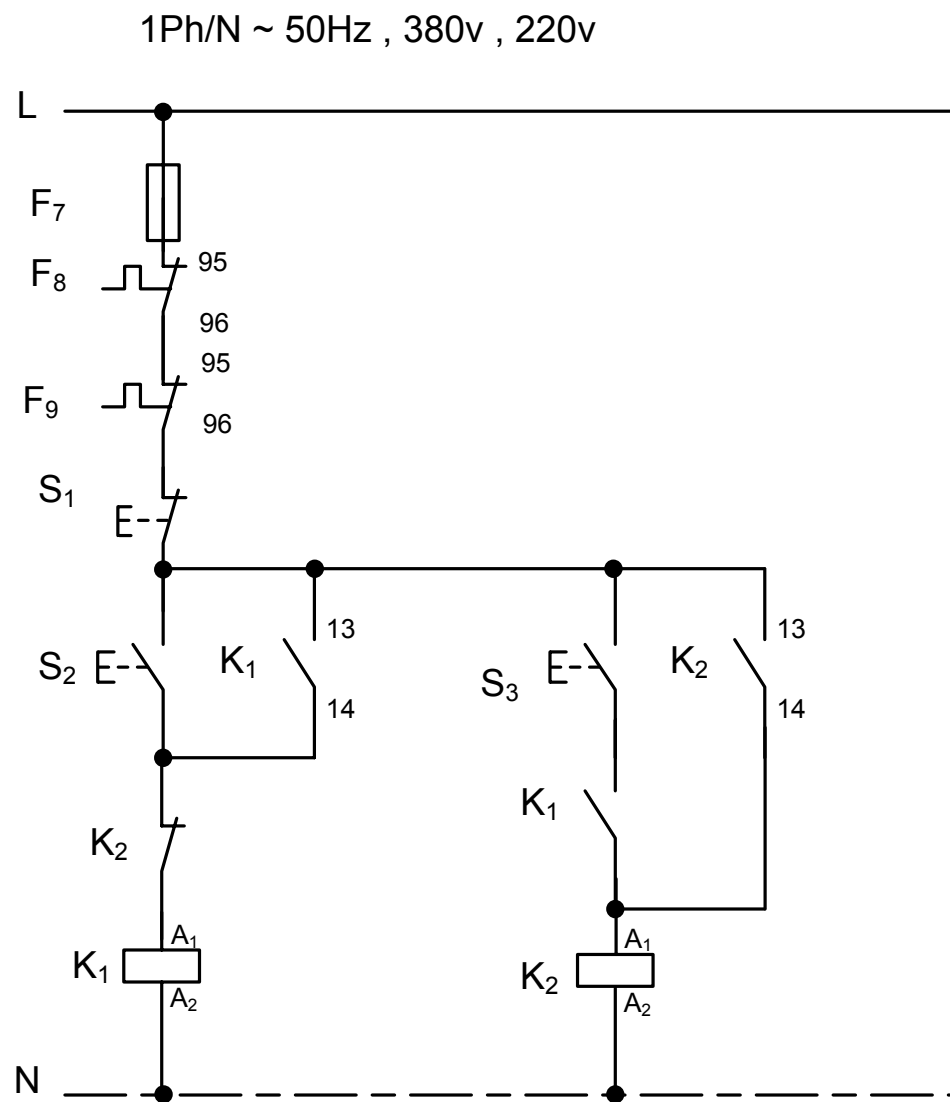 1Ph/N ~ 50Hz , 380v , 220v
L
F₇
F₈ 95
96
95
F₉ 96
S₁
S₂ K₁ 13
14
S₃ K₂ 13
14
K₁
K₂
K₁ A₁
A₂
K₂ A₁
A₂
N